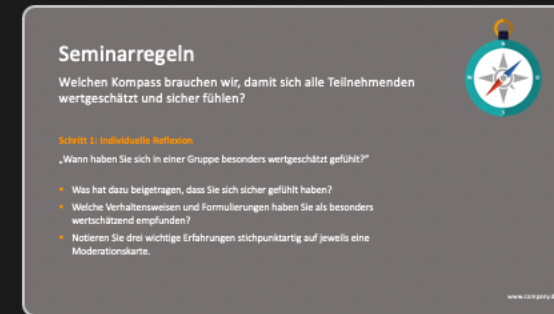 Seminarregeln
Welchen Kompass brauchen wir, damit sich alle Teilnehmenden
wertgeschätzt und sicher fühlen?
Schritt 1: Individuelle Reflexion
„Wann haben Sie sich in einer Gruppe besonders wertgeschätzt gefühlt?"
• Was hat dazu beigetragen, dass Sie sich sicher gefühlt haben?
• Welche Verhaltensweisen und Formulierungen haben Sie als besonders
wertschätzend empfunden?
• Notieren Sie drei wichtige Erfahrungen stichpunktartig auf jeweils eine
Moderationskarte.
www.company.d